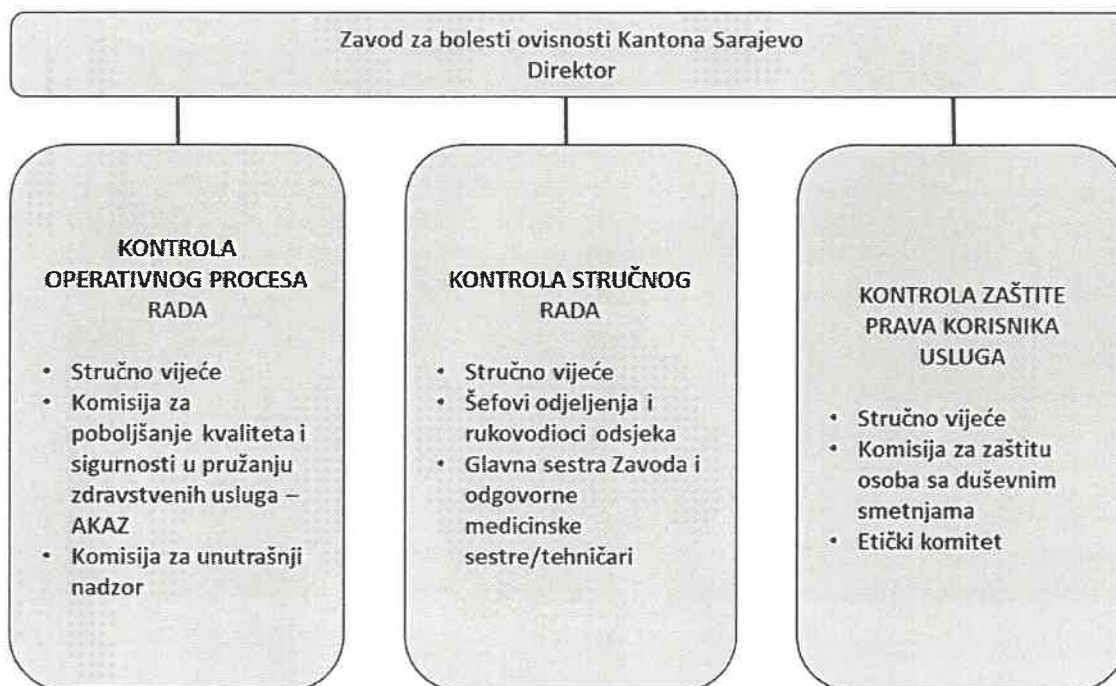 Zavod za bolesti ovisnosti Kantona Sarajevo
Direktor
KONTROLA
OPERATIVNOG PROCESA
RADA
• Stručno vijeće
• Komisija za
poboljšanje kvaliteta i
sigurnosti u pružanju
zdravstvenih usluga –
AKAZ
• Komisija za unutrašnji
nadzor
KONTROLA STRUČNOG
RADA
• Stručno vijeće
• Šefovi odjeljenja i
rukovodioci odsjeka
• Glavna sestra Zavoda i
odgovorne
medicinske
sestre/tehničari
KONTROLA ZAŠTITE
PRAVA KORISNIKA
USLUGA
• Stručno vijeće
• Komisija za zaštitu
osoba sa duševnim
smetnjama
• Etički komitet